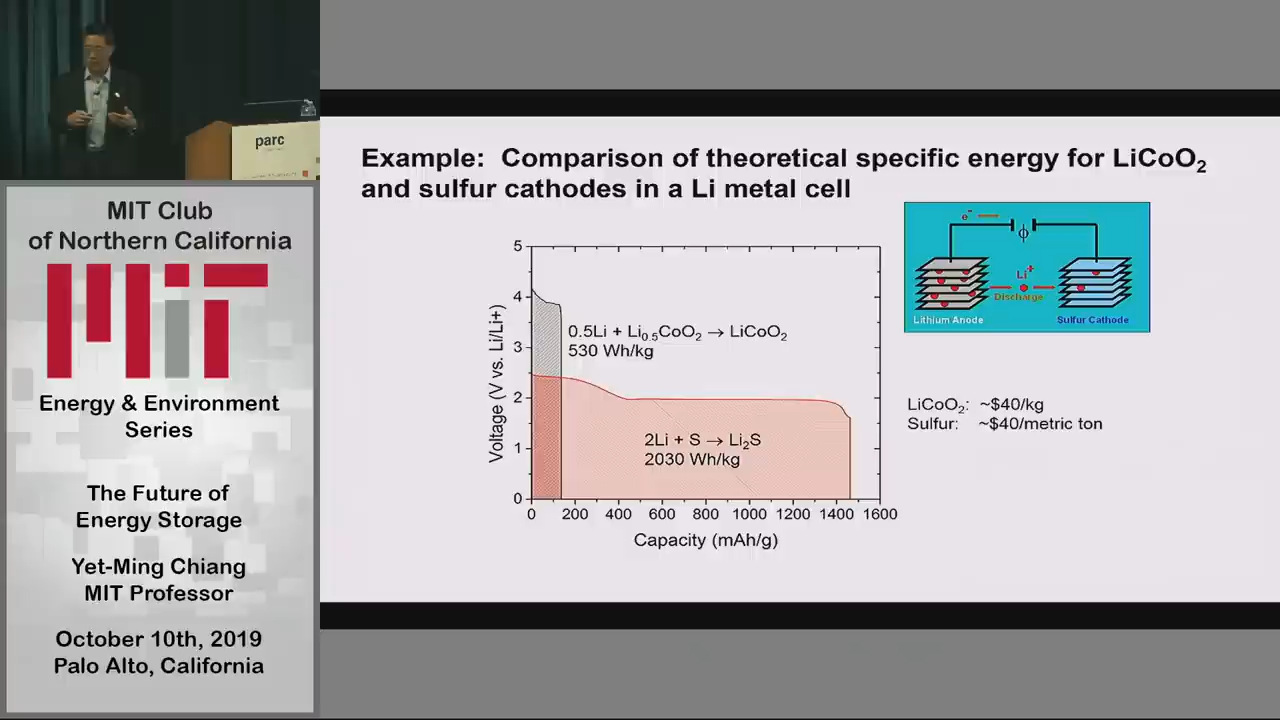 parc
MIT Club
of Northern California
MIT
Energy & Environment
Series
The Future of
Energy Storage
Yet-Ming Chiang
MIT Professor
October 10th, 2019
Palo Alto, California
Example: Comparison of theoretical specific energy for LiCoO₂
and sulfur cathodes in a Li metal cell
5
4
3
2
1
0
Voltage (V vs. Li/Li+)
0.5Li + Li₀.₅CoO₂ → LiCoO₂
530 Wh/kg
2Li + S → Li₂S
2030 Wh/kg
0 200 400 600 800 1000 1200 1400 1600
Capacity (mAh/g)
e⁻
ϕ
Li⁺
Discharge
Lithium Anode
Sulfur Cathode
LiCoO₂: ~$40/kg
Sulfur: ~$40/metric ton